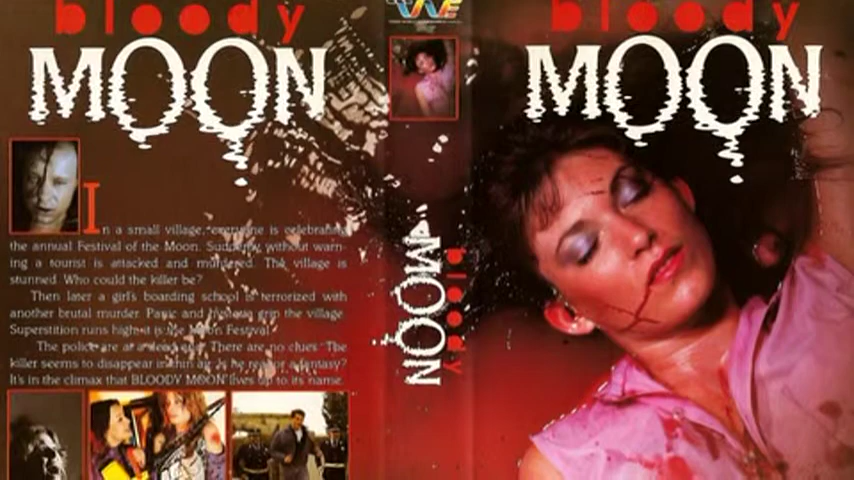 bloody
MOON
In a small village, everyone is celebrating
the annual Festival of the Moon. Suddenly, without warn-
ing a tourist is attacked and murdered. The village is
stunned. Who could the killer be?
Then later a girl's boarding school is terrorized with
another brutal murder. Panic and hysteria grip the village.
Superstition runs high-it is the Moon Festival.
The police are at a dead end. There are no clues. The
killer seems to disappear in thin air. Is he real or a fantasy?
It's in the climax that BLOODY MOON lives up to its name.
bloody
MOON
bloody
MOON